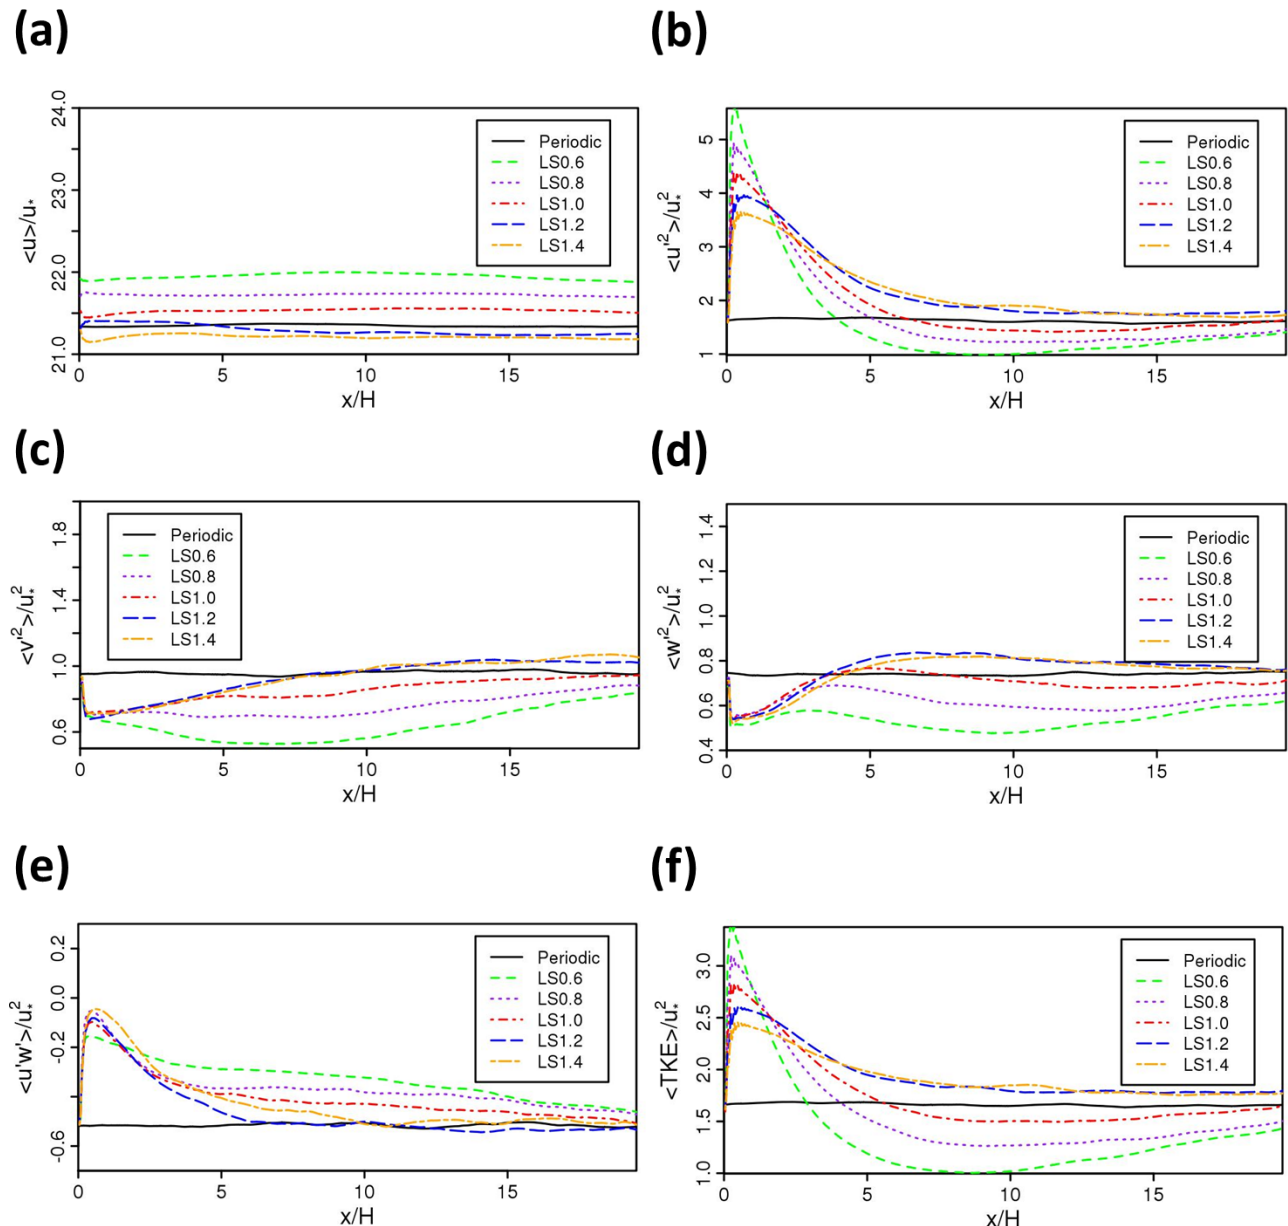 (a)
24.0
23.0
22.0
21.0
<u>/u*
Periodic
LS0.6
LS0.8
LS1.0
LS1.2
LS1.4
0 5 10 15
x/H
(b)
5
4
3
2
1
<u'²>/u*²
Periodic
LS0.6
LS0.8
LS1.0
LS1.2
LS1.4
0 5 10 15
x/H
(c)
1.8
1.4
1.0
0.6
<v'²>/u*²
Periodic
LS0.6
LS0.8
LS1.0
LS1.2
LS1.4
0 5 10 15
x/H
(d)
1.4
1.2
1.0
0.8
0.6
0.4
<w'²>/u*²
Periodic
LS0.6
LS0.8
LS1.0
LS1.2
LS1.4
0 5 10 15
x/H
(e)
0.2
0.0
-0.2
-0.6
<u'w'>/u*²
Periodic
LS0.6
LS0.8
LS1.0
LS1.2
LS1.4
0 5 10 15
x/H
(f)
3.0
2.5
2.0
1.5
1.0
<TKE>/u*²
Periodic
LS0.6
LS0.8
LS1.0
LS1.2
LS1.4
0 5 10 15
x/H